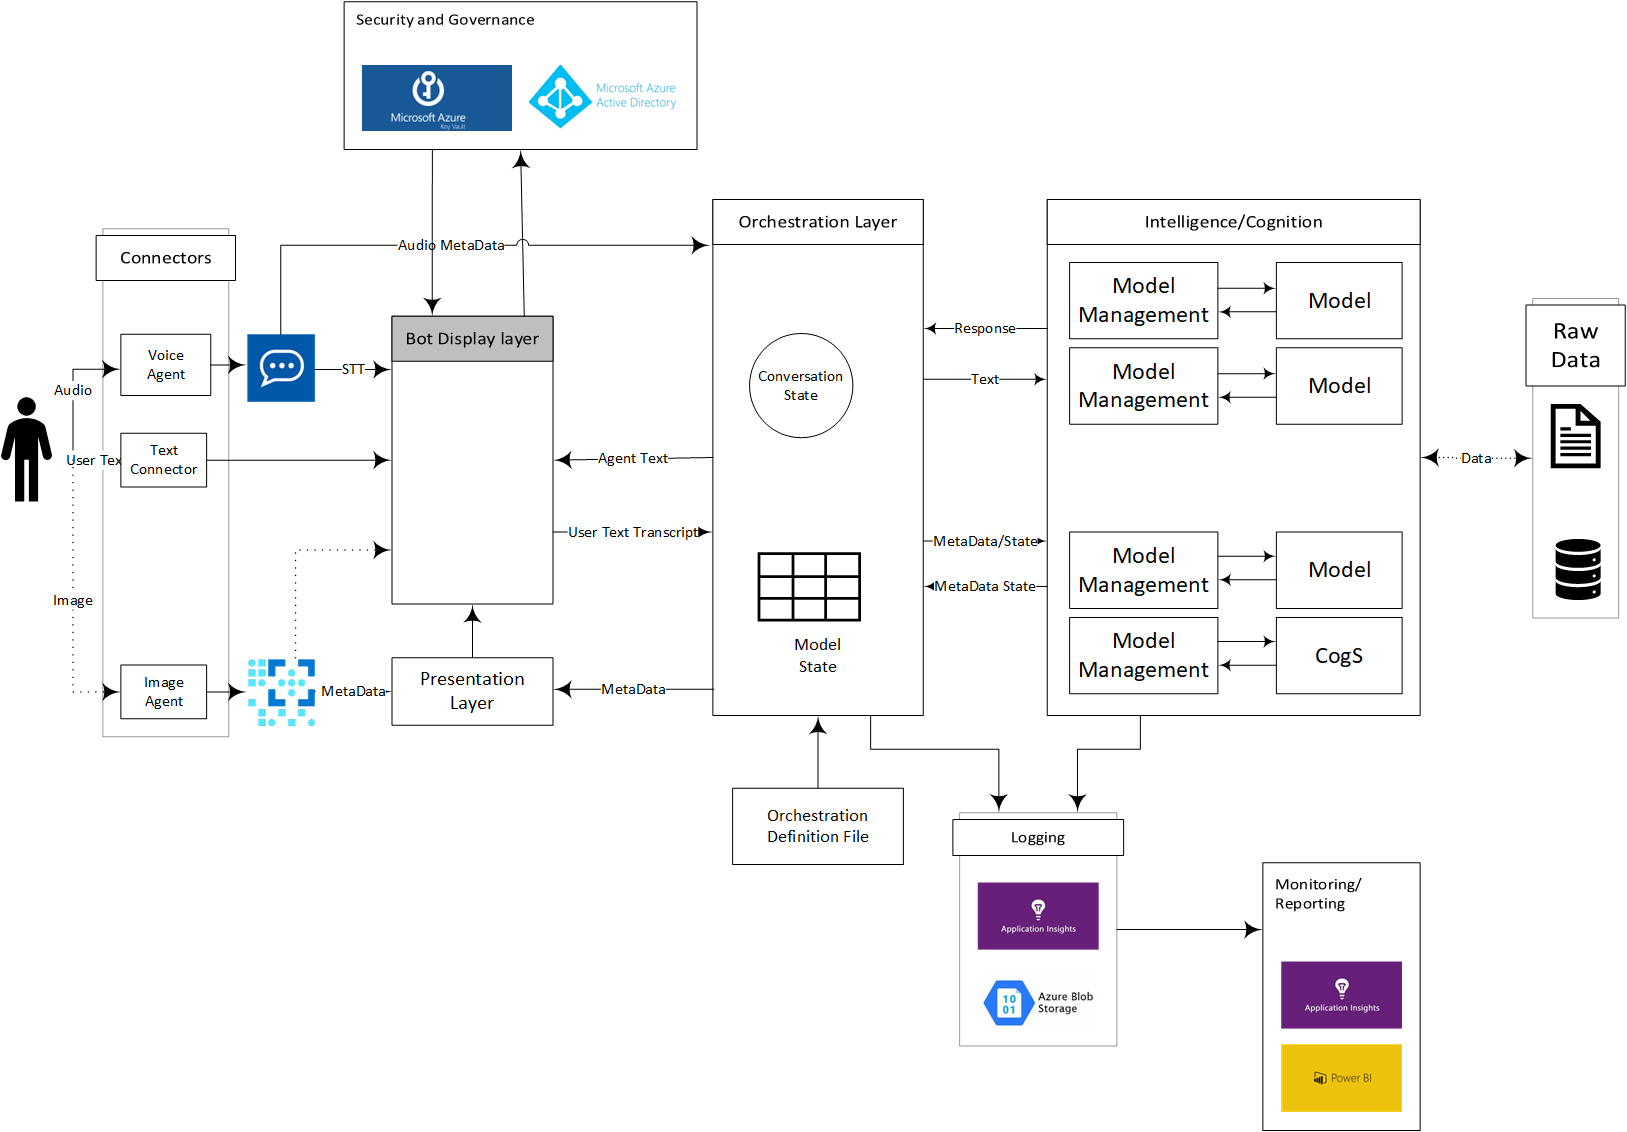 Security and Governance
Microsoft Azure
Key Vault
Microsoft Azure
Active Directory
Connectors
Audio MetaData
Orchestration Layer
Intelligence/Cognition
Voice
Agent
Audio
STT
Bot Display layer
User Tex
Text
Connector
Image
Image
Agent
MetaData
Presentation
Layer
Agent Text
User Text Transcript
MetaData
Conversation
State
Model
State
Response
Text
MetaData/State
MetaData State
Model
Management
Model
Model
Management
Model
Model
Management
Model
Model
Management
CogS
Data
Raw
Data
Orchestration
Definition File
Logging
Application Insights
10
01
Azure Blob
Storage
Monitoring/
Reporting
Application Insights
Power BI